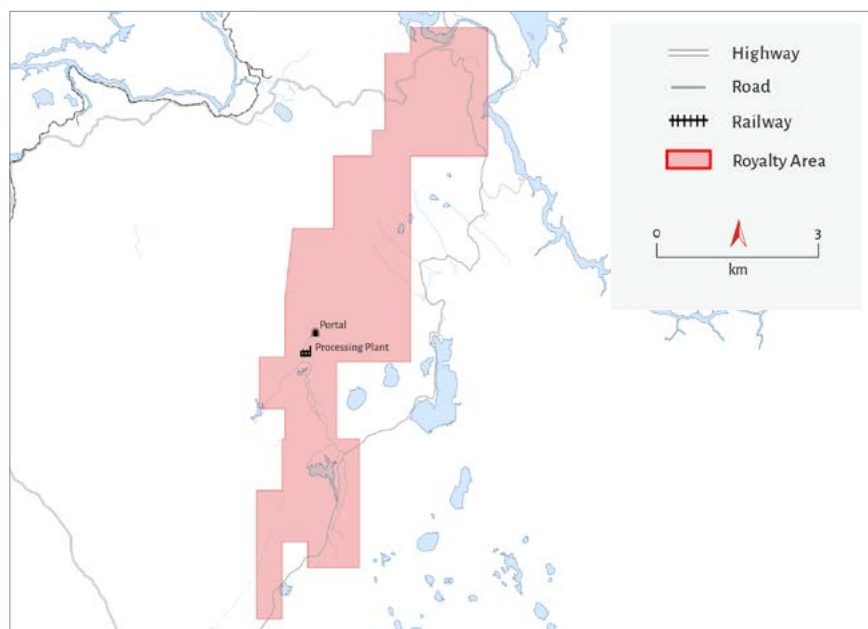 Highway
Road
Railway
Royalty Area
0 3
km
Portal
Processing Plant